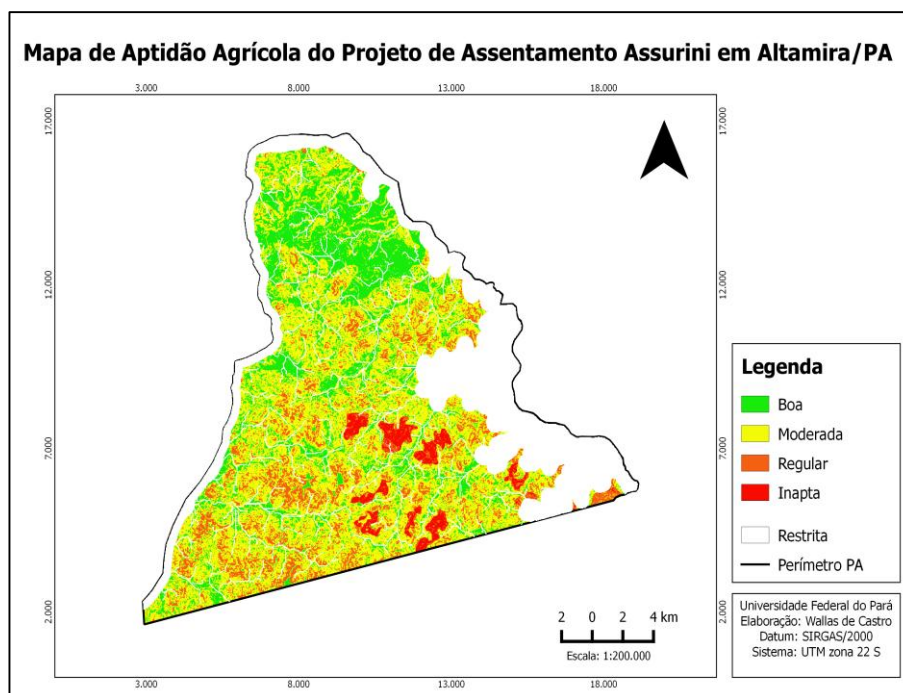 Mapa de Aptidão Agrícola do Projeto de Assentamento Assurini em Altamira/PA
3.000 8.000 13.000 18.000
17.000 17.000
12.000 12.000
7.000 7.000
2.000 2.000
Legenda
Boa
Moderada
Regular
Inapta
Restrita
Perímetro PA
2 0 2 4 km
Escala: 1:200.000
Universidade Federal do Pará
Elaboração: Wallas de Castro
Datum: SIRGAS/2000
Sistema: UTM zona 22 S
3.000 8.000 13.000 18.000